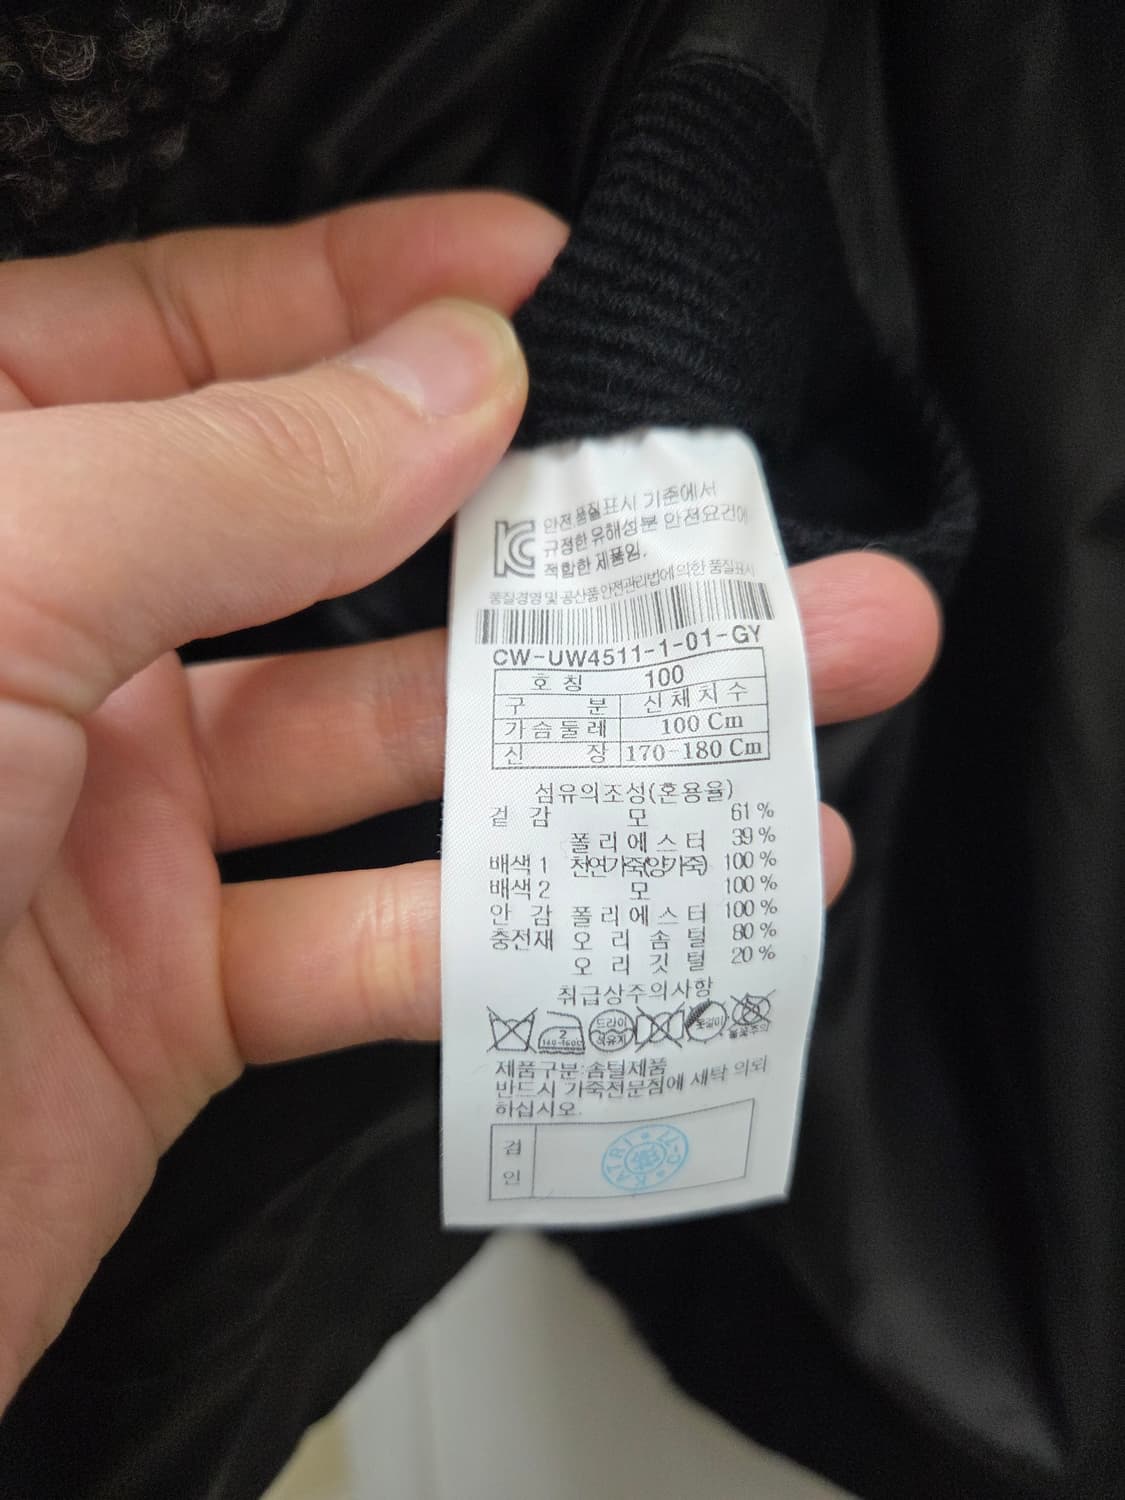 안전.품질표시 기준에서
규정한 유해성분 안전요건에
적합한 제품임.
품질경영 및 공산품안전관리법에 의한 품질표시
CW-UW4511-1-01-GY
호칭 100
구 분 신체치수
가슴둘레 100 Cm
신 장 170-180 Cm
섬유의조성(혼용율)
겉 감 모 61 %
폴리에스터 39 %
배색1 천연가죽(양가죽) 100 %
배색2 모 100 %
안 감 폴리에스터 100 %
충전재 오리솜털 80 %
오리깃털 20 %
취급상주의사항
2
드라이
석유계
제품구분:솜털제품
반드시 가죽전문점에 세탁 의뢰
하십시오.
검
인
KATRI